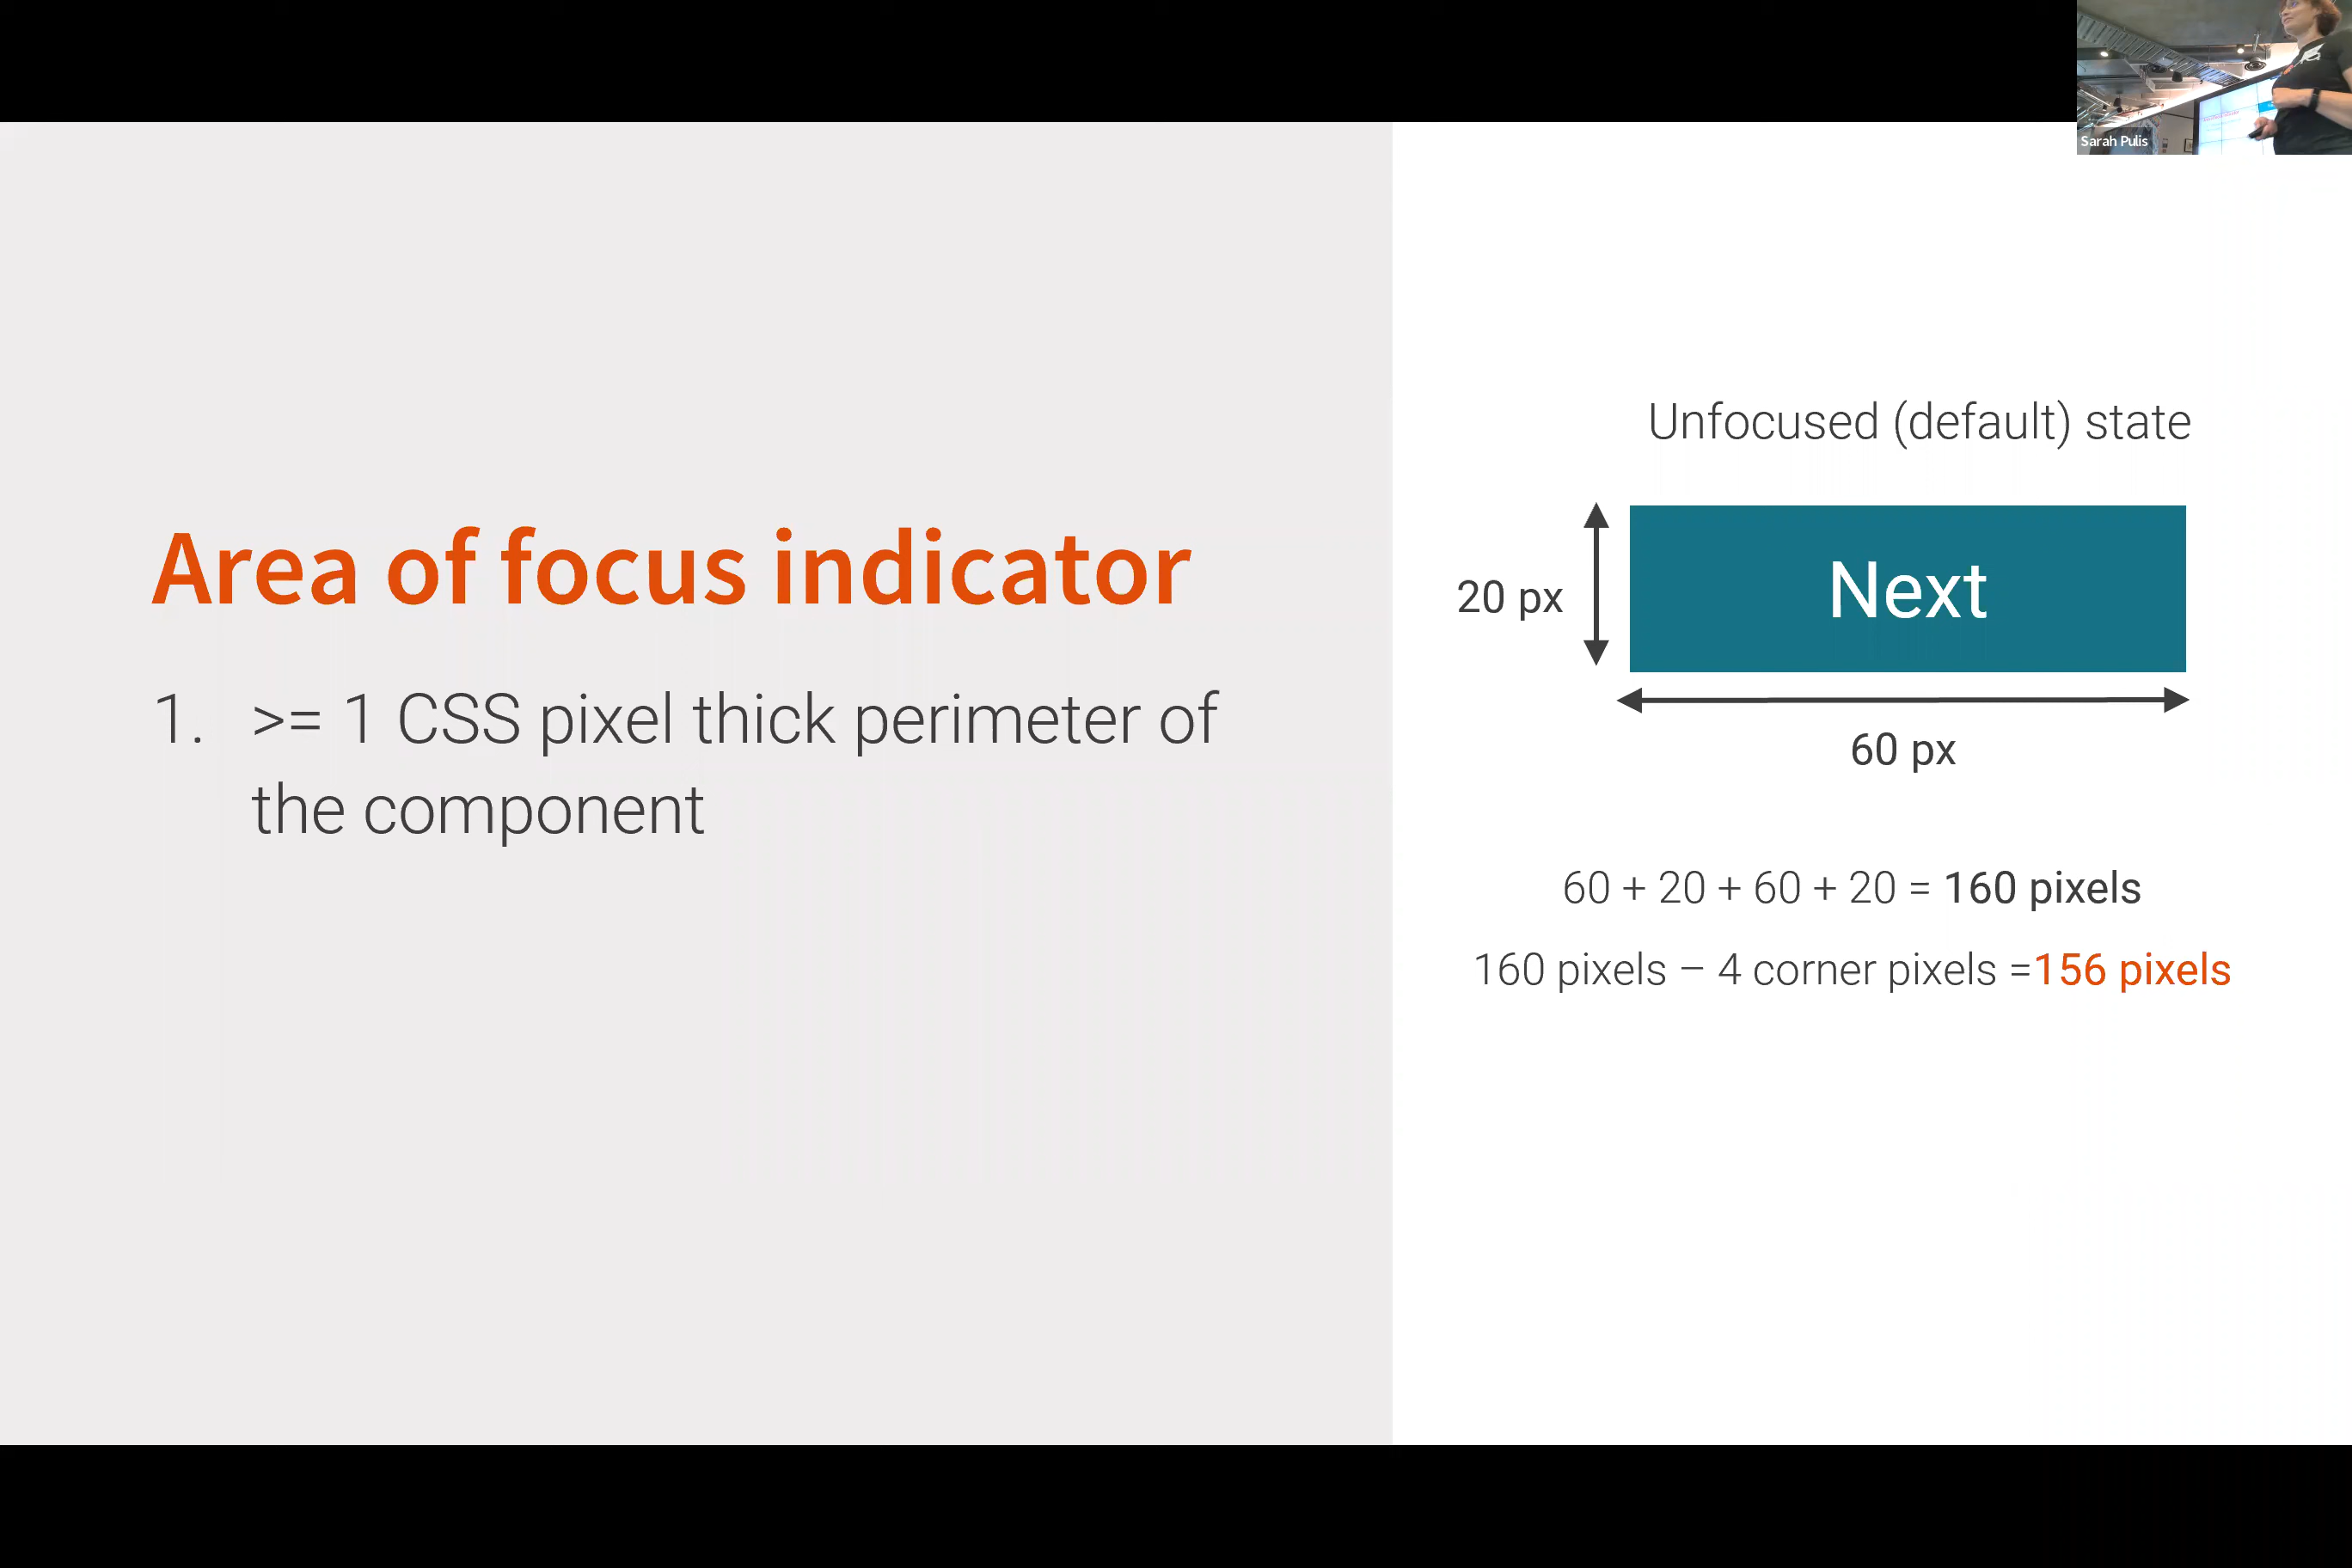 Sarah Pulis
Area of focus indicator
1. >= 1 CSS pixel thick perimeter of
the component
Unfocused (default) state
20 px
Next
60 px
60 + 20 + 60 + 20 = 160 pixels
160 pixels – 4 corner pixels =156 pixels